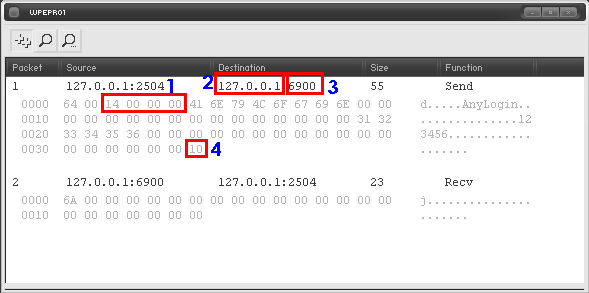 WPEPRO1
Packet Source Destination Size Function
1 127.0.0.1:2504 1 2 127.0.0.1:6900 3 55 Send
0000 64 00 14 00 00 00 41 6E 79 4C 6F 67 69 6E 00 00 d.....AnyLogin..
0010 00 00 00 00 00 00 00 00 00 00 00 00 00 00 31 32 ..............12
0020 33 34 35 36 00 00 00 00 00 00 00 00 00 00 00 00 3456............
0030 00 00 00 00 00 00 10 4 .......
2 127.0.0.1:6900 127.0.0.1:2504 23 Recv
0000 6A 00 00 00 00 00 00 00 00 00 00 00 00 00 00 00 j...............
0010 00 00 00 00 00 00 00 .......